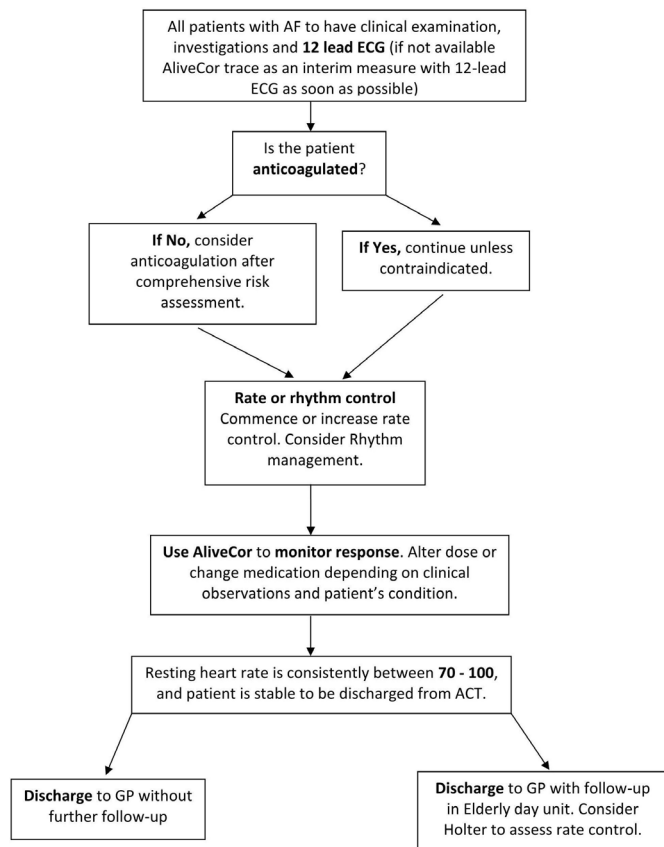 All patients with AF to have clinical examination,
investigations and 12 lead ECG (if not available
AliveCor trace as an interim measure with 12-lead
ECG as soon as possible)
Is the patient
anticoagulated?
If No, consider
anticoagulation after
comprehensive risk
assessment.
If Yes, continue unless
contraindicated.
Rate or rhythm control
Commence or increase rate
control. Consider Rhythm
management.
Use AliveCor to monitor response. Alter dose or
change medication depending on clinical
observations and patient’s condition.
Resting heart rate is consistently between 70 - 100,
and patient is stable to be discharged from ACT.
Discharge to GP without
further follow-up
Discharge to GP with follow-up
in Elderly day unit. Consider
Holter to assess rate control.